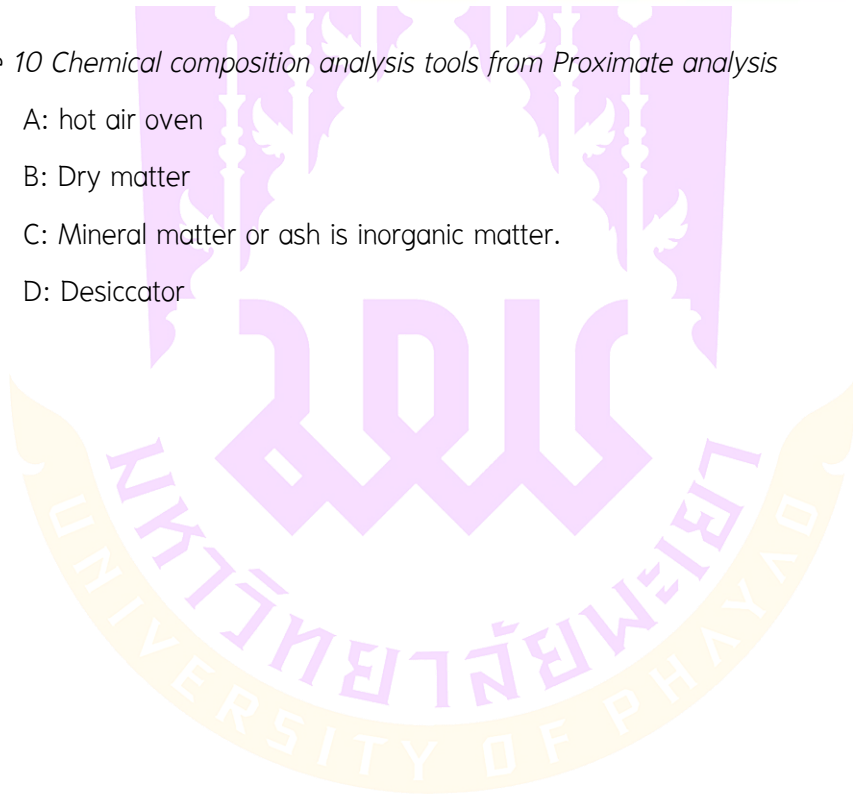 e 10 Chemical composition analysis tools from Proximate analysis
A: hot air oven
B: Dry matter
C: Mineral matter or ash is inorganic matter.
D: Desiccator
มหาวิทยาลัยพะเยา
UNIVERSITY OF PHAYAO